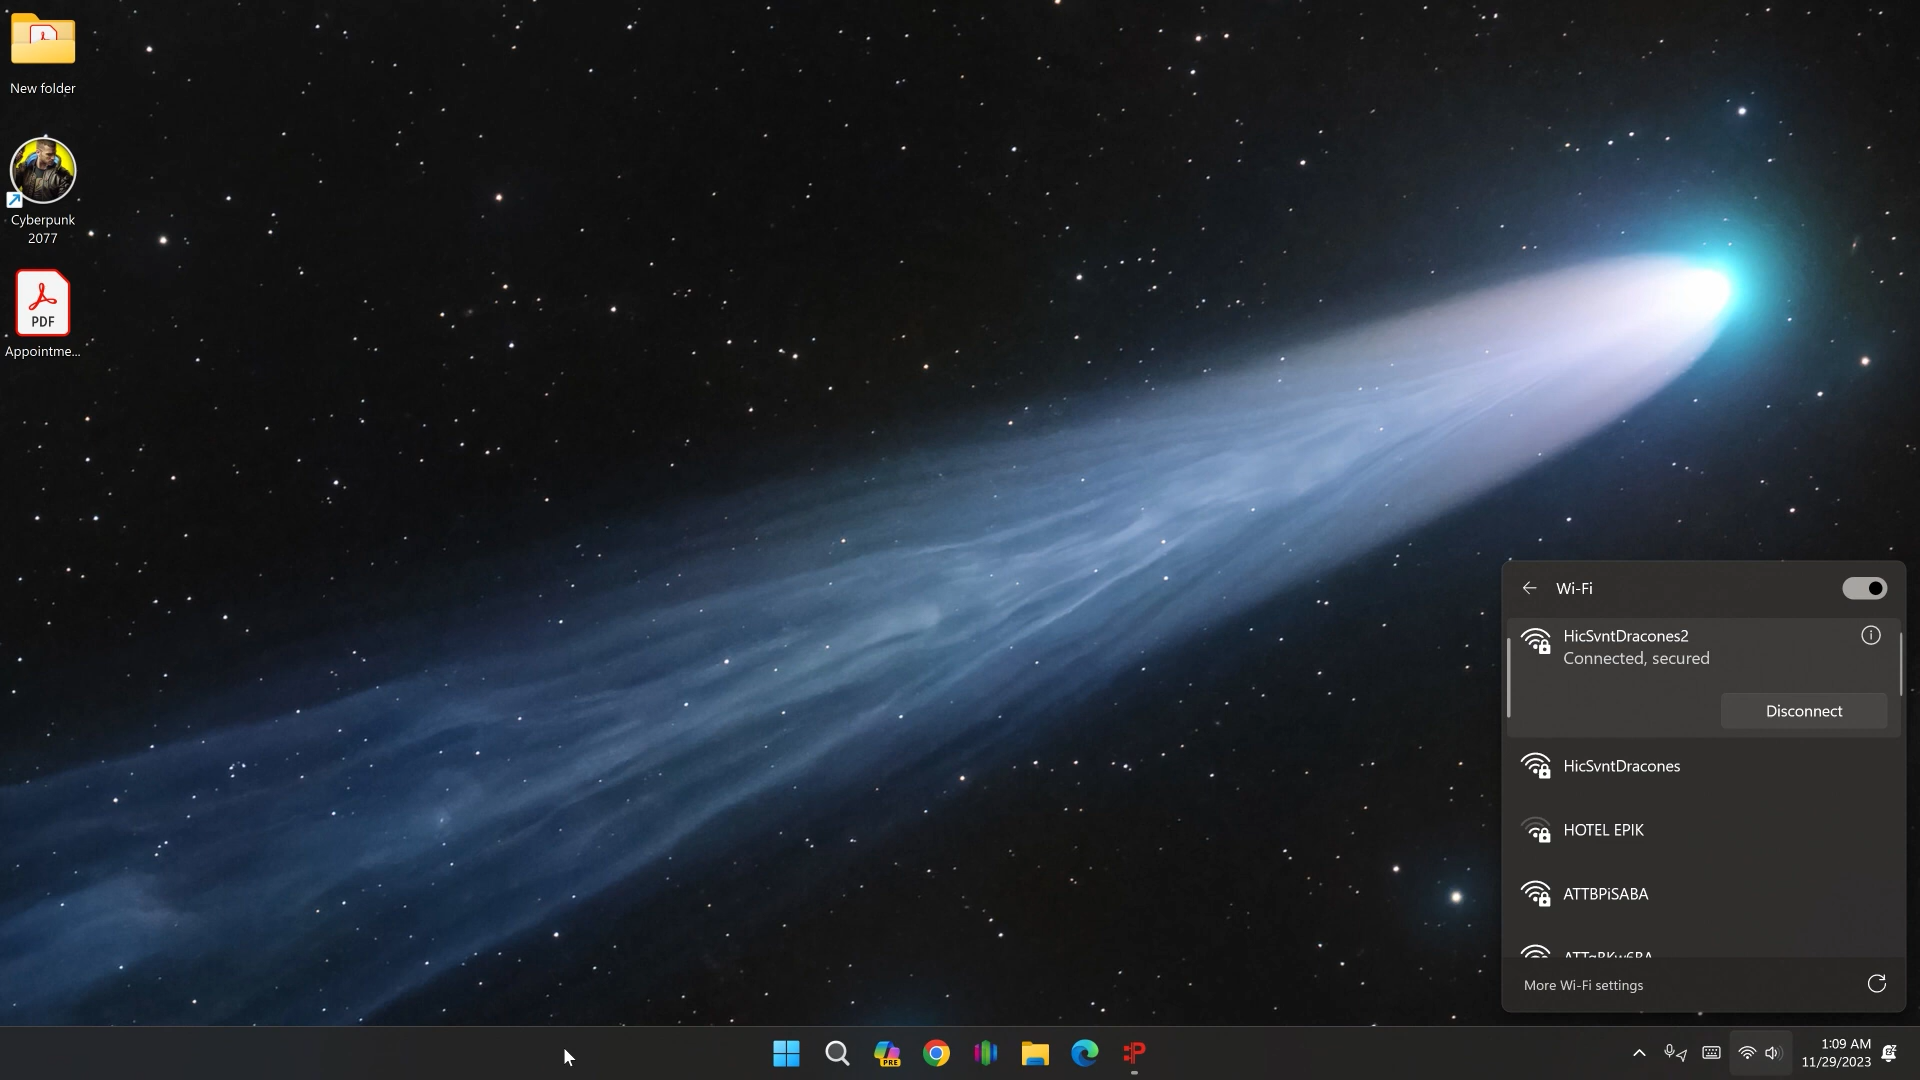 New folder
Cyberpunk
2077
PDF
Appointme...
Wi-Fi
HicSvntDracones2
Connected, secured
Disconnect
HicSvntDracones
HOTEL EPIK
ATTBPiSABA
More Wi-Fi settings
PRE
1:09 AM
11/29/2023